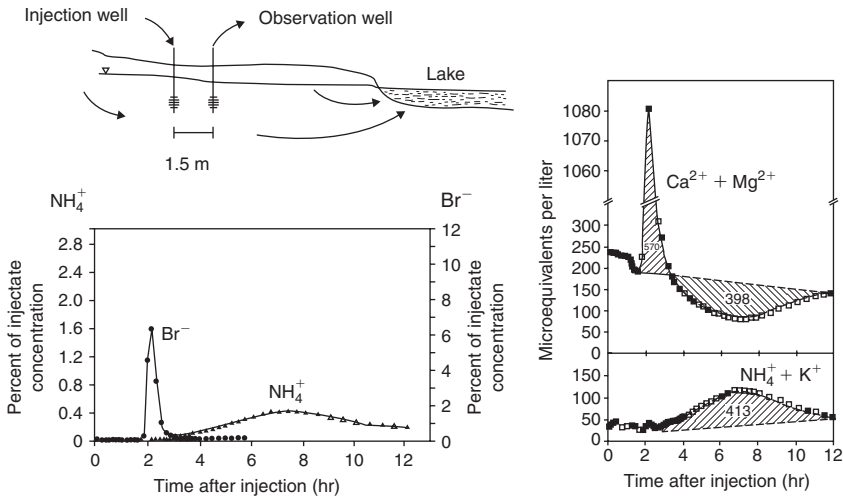 Injection well
Observation well
Lake
1.5 m
NH₄⁺
Br⁻
Percent of injectate
concentration
2.8
2.4
2.0
1.6
1.2
0.8
0.4
0
12
10
8
6
4
2
0
Percent of injectate
concentration
Br⁻
NH₄⁺
0 2 4 6 8 10 12
Time after injection (hr)
Microequivalents per liter
1080
1070
1060
300
250
200
150
100
50
0
Ca²⁺ + Mg²⁺
570
398
150
100
50
0
NH₄⁺ + K⁺
413
0 2 4 6 8 10 12
Time after injection (hr)